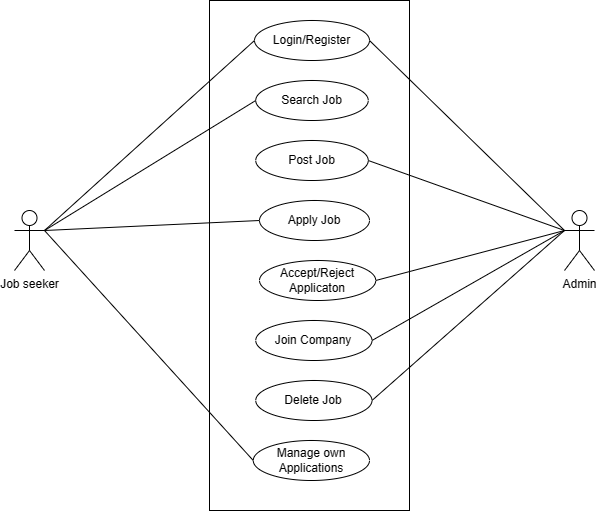 Login/Register
Search Job
Post Job
Apply Job
Job seeker
Admin
Accept/Reject
Applicaton
Join Company
Delete Job
Manage own
Applications